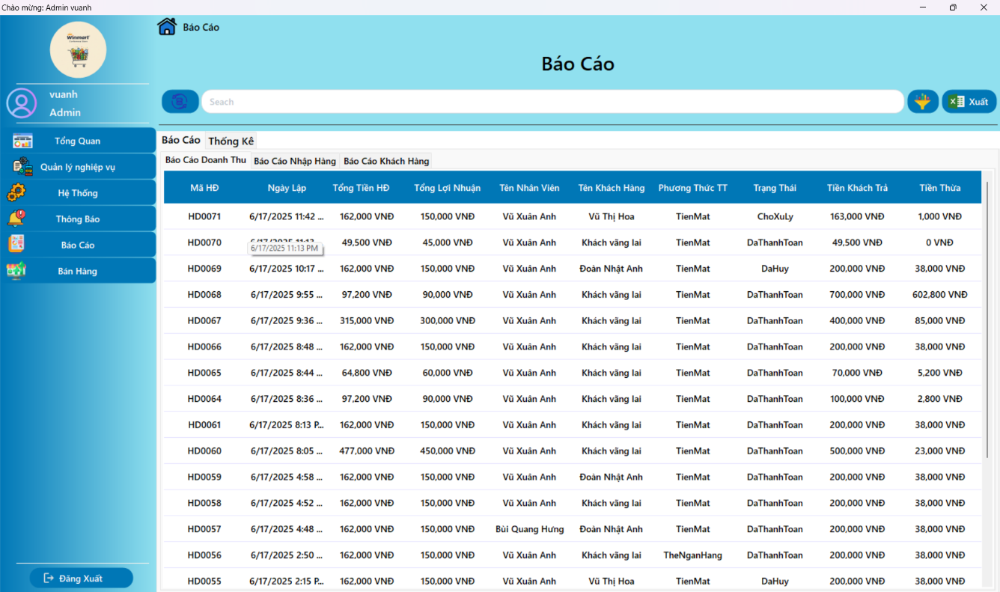 Chào mừng: Admin vuanh
Winmart
vuanh
Admin
Tổng Quan
Quản lý nghiệp vụ
Hệ Thống
Thông Báo
Báo Cáo
Bán Hàng
Đăng Xuất
Báo Cáo
Báo Cáo
Seach
Xuất
Báo Cáo Thống Kê
Báo Cáo Doanh Thu Báo Cáo Nhập Hàng Báo Cáo Khách Hàng
Mã HĐ Ngày Lập Tổng Tiền HĐ Tổng Lợi Nhuận Tên Nhân Viên Tên Khách Hàng Phương Thức TT Trạng Thái Tiền Khách Trả Tiền Thừa
HD0071 6/17/2025 11:42 ... 162,000 VNĐ 150,000 VNĐ Vũ Xuân Anh Vũ Thị Hoa TienMat ChoXuLy 163,000 VNĐ 1,000 VNĐ
HD0070 49,500 VNĐ 45,000 VNĐ Vũ Xuân Anh Khách vãng lai TienMat DaThanhToan 49,500 VNĐ 0 VNĐ
6/17/2025 11:13 PM
HD0069 6/17/2025 10:17 ... 162,000 VNĐ 150,000 VNĐ Vũ Xuân Anh Đoàn Nhật Anh TienMat DaHuy 200,000 VNĐ 38,000 VNĐ
HD0068 6/17/2025 9:55 ... 97,200 VNĐ 90,000 VNĐ Vũ Xuân Anh Khách vãng lai TienMat DaThanhToan 700,000 VNĐ 602,800 VNĐ
HD0067 6/17/2025 9:36 ... 315,000 VNĐ 300,000 VNĐ Vũ Xuân Anh Khách vãng lai TienMat DaThanhToan 400,000 VNĐ 85,000 VNĐ
HD0066 6/17/2025 8:48 ... 162,000 VNĐ 150,000 VNĐ Vũ Xuân Anh Khách vãng lai TienMat DaThanhToan 200,000 VNĐ 38,000 VNĐ
HD0065 6/17/2025 8:44 ... 64,800 VNĐ 60,000 VNĐ Vũ Xuân Anh Khách vãng lai TienMat DaThanhToan 70,000 VNĐ 5,200 VNĐ
HD0064 6/17/2025 8:36 ... 97,200 VNĐ 90,000 VNĐ Vũ Xuân Anh Khách vãng lai TienMat DaThanhToan 100,000 VNĐ 2,800 VNĐ
HD0061 6/17/2025 8:13 P... 162,000 VNĐ 150,000 VNĐ Vũ Xuân Anh Khách vãng lai TienMat DaThanhToan 200,000 VNĐ 38,000 VNĐ
HD0060 6/17/2025 8:05 ... 477,000 VNĐ 450,000 VNĐ Vũ Xuân Anh Khách vãng lai TienMat DaThanhToan 500,000 VNĐ 23,000 VNĐ
HD0059 6/17/2025 4:58 ... 162,000 VNĐ 150,000 VNĐ Vũ Xuân Anh Đoàn Nhật Anh TienMat DaThanhToan 200,000 VNĐ 38,000 VNĐ
HD0058 6/17/2025 4:52 ... 162,000 VNĐ 150,000 VNĐ Vũ Xuân Anh Khách vãng lai TienMat DaThanhToan 200,000 VNĐ 38,000 VNĐ
HD0057 6/17/2025 4:48 ... 162,000 VNĐ 150,000 VNĐ Bùi Quang Hưng Đoàn Nhật Anh TienMat DaThanhToan 200,000 VNĐ 38,000 VNĐ
HD0056 6/17/2025 2:50 ... 162,000 VNĐ 150,000 VNĐ Vũ Xuân Anh Khách vãng lai TheNganHang DaThanhToan 200,000 VNĐ 38,000 VNĐ
HD0055 6/17/2025 2:15 P... 162,000 VNĐ 150,000 VNĐ Vũ Xuân Anh Vũ Thị Hoa TienMat DaHuy 200,000 VNĐ 38,000 VNĐ